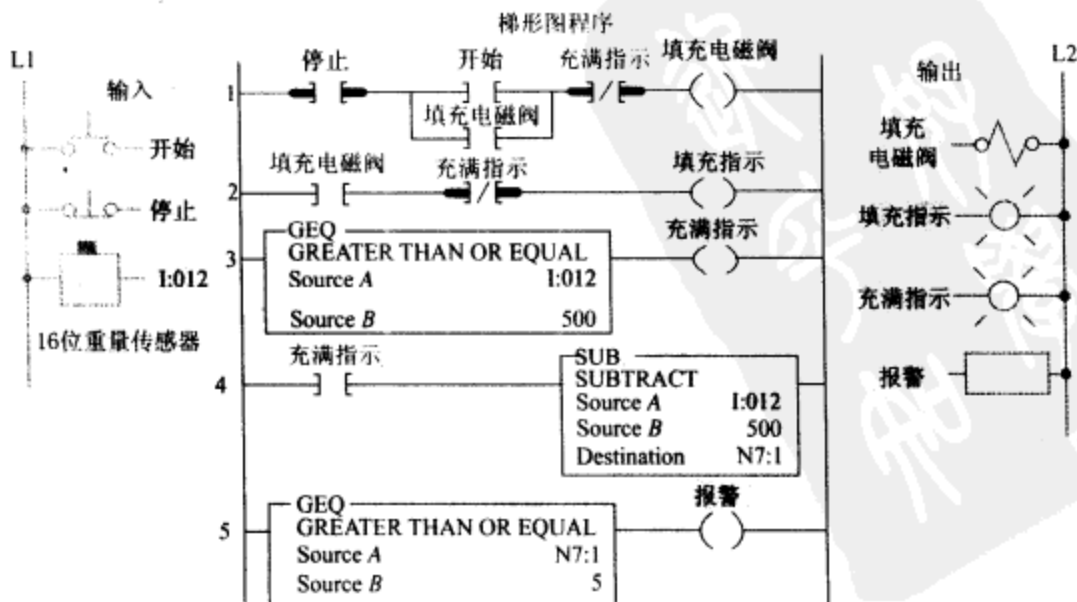 梯形图程序
L1
输入
开始
停止
I:012
16位重量传感器
1
停止
开始
充满指示
填充电磁阀
填充电磁阀
2
填充电磁阀
充满指示
填充指示
3
GEQ
GREATER THAN OR EQUAL
Source A I:012
Source B 500
充满指示
4
充满指示
SUB
SUBTRACT
Source A I:012
Source B 500
Destination N7:1
5
GEQ
GREATER THAN OR EQUAL
Source A N7:1
Source B 5
报警
L2
输出
填充
电磁阀
填充指示
充满指示
报警